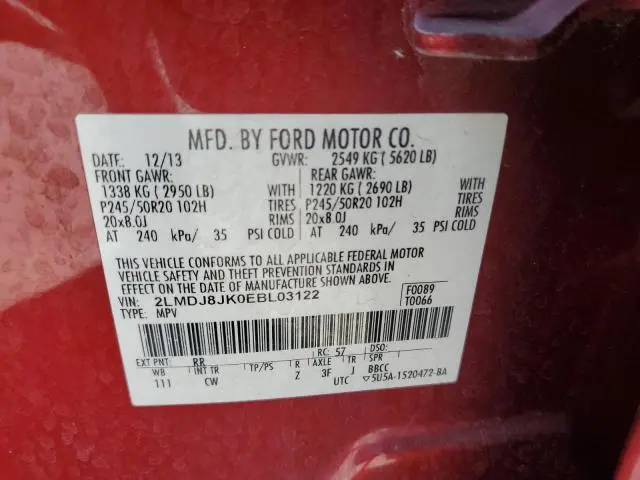 MFD. BY FORD MOTOR CO.
DATE: 12/13 GVWR: 2549 KG ( 5620 LB)
FRONT GAWR: REAR GAWR:
1338 KG ( 2950 LB) WITH 1220 KG ( 2690 LB) WITH
P245/50R20 102H TIRES P245/50R20 102H TIRES
20x8.0J RIMS 20x8.0J RIMS
AT 240 kPa/ 35 PSI COLD AT 240 kPa/ 35 PSI COLD
THIS VEHICLE CONFORMS TO ALL APPLICABLE FEDERAL MOTOR
VEHICLE SAFETY AND THEFT PREVENTION STANDARDS IN
EFFECT ON THE DATE OF MANUFACTURE SHOWN ABOVE.
VIN: 2LMDJ8JK0EBL03122 F0089
TYPE: MPV T0066
EXT PNT: RR RC: 57 DSO:
WB INT TR TP/PS R AXLE TR SPR
111 CW Z 3F J BBCC
UTC ▽5U5A-1520472-BA